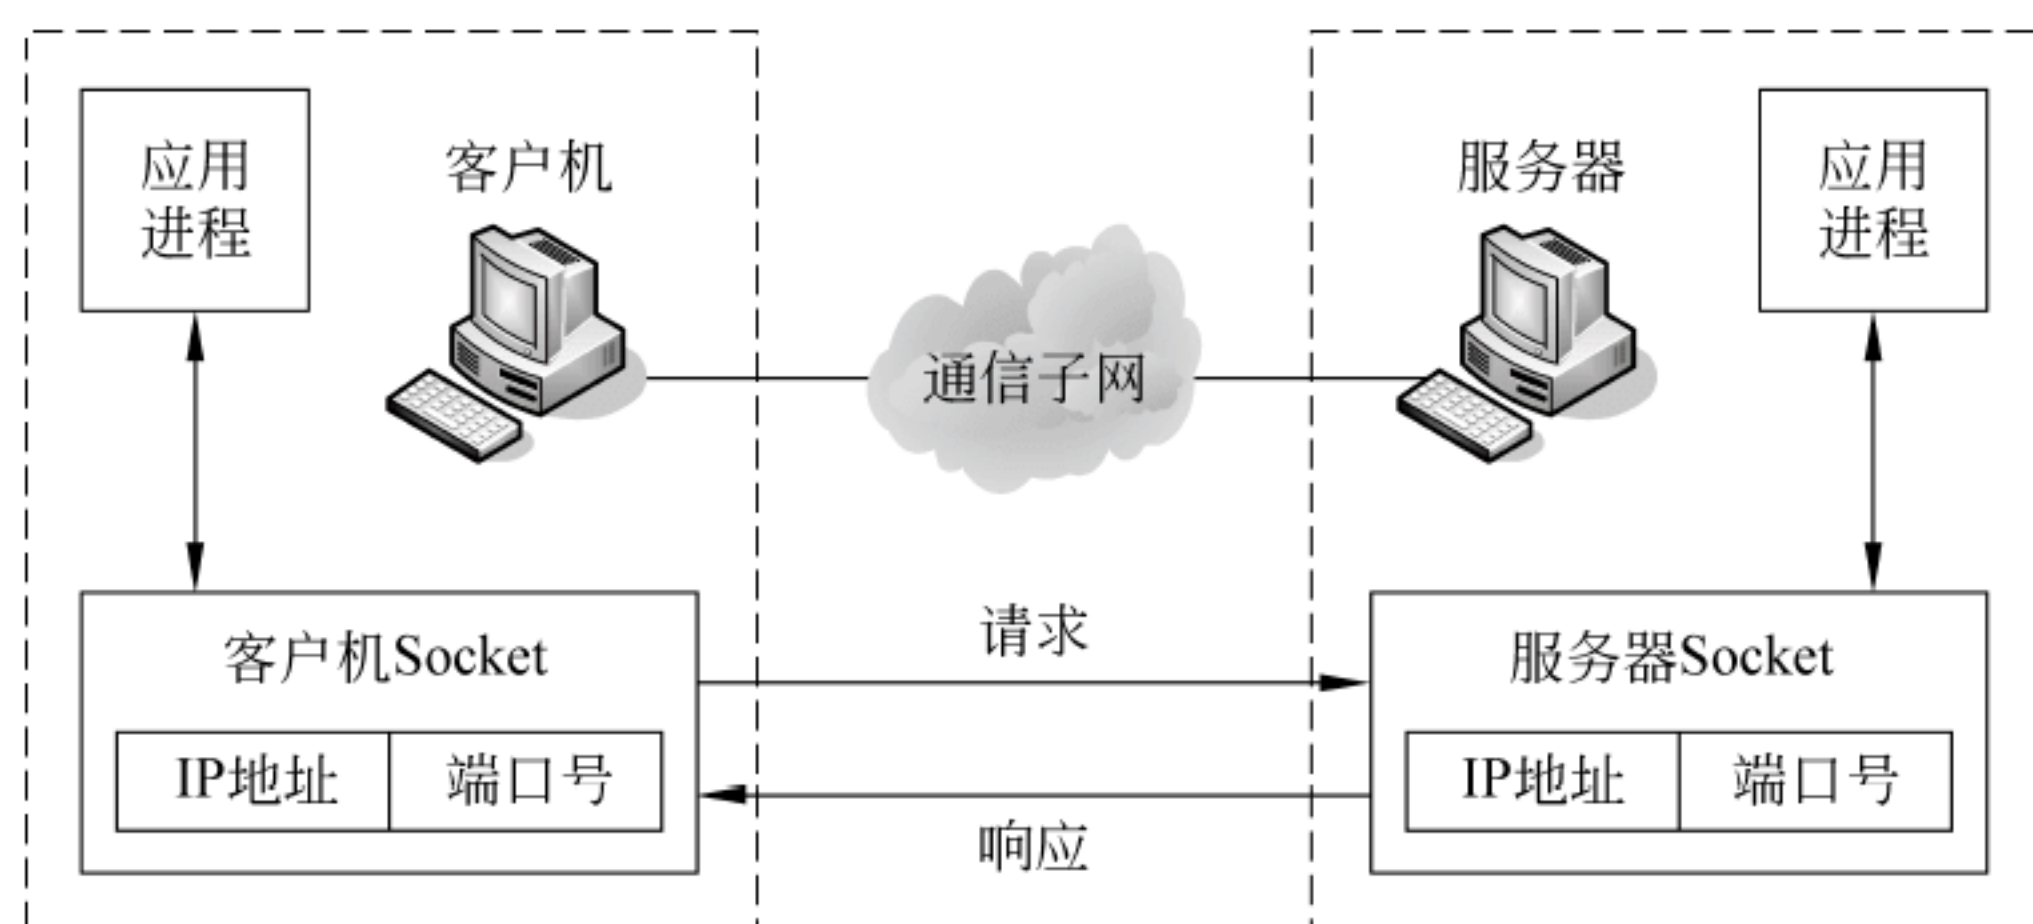 应用
进程
客户机
服务器
应用
进程
通信子网
客户机Socket
请求
服务器Socket
IP地址
端口号
IP地址
端口号
响应